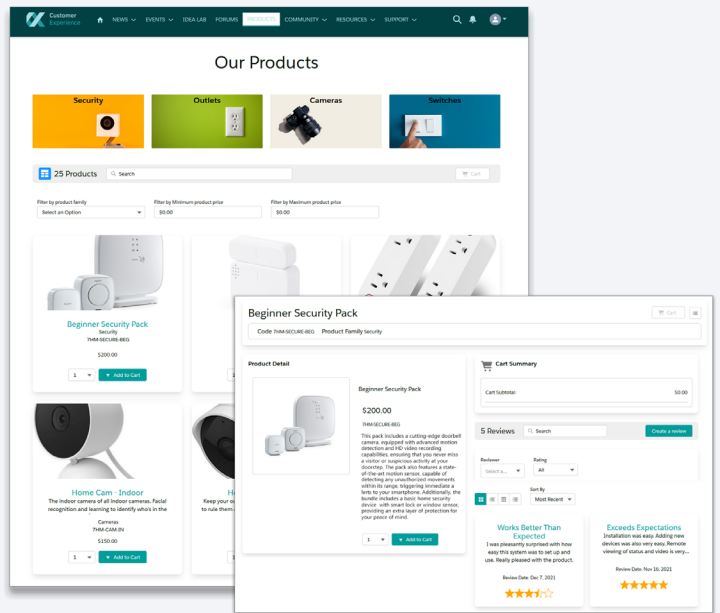 Customer
Experience
NEWS
EVENTS
IDEA LAB
FORUMS
PRODUCTS
COMMUNITY
RESOURCES
SUPPORT
Our Products
Security
Outlets
Cameras
Switches
25 Products
Search
Cart
Filter by product family
Filter by Minimum product price
Filter by Maximum product price
Select an Option
$0.00
$0.00
Beginner Security Pack
Security
7HM-SECURE-BEG
$200.00
1
Add to Cart
1
Home Cam - Indoor
The indoor camera of all indoor cameras. Facial
recognition and learning to identify who's in the
Cameras
7HM-CAM-IN
$150.00
1
Add to Cart
H
Keep your o
to rule them
1
Beginner Security Pack
Cart
Code 7HM-SECURE-BEG Product Family Security
Product Detail
Beginner Security Pack
$200.00
7HM-SECURE-BEG
This pack includes a cutting-edge doorbell
camera, equipped with advanced motion
detection and HD video recording
capabilities, ensuring that you never miss
a visitor or suspicious activity at your
doorstep. The pack also features a state-
of-the-art motion sensor, capable of
detecting any unauthorized movements
within its range, triggering immediate a
lerts to your smartphone. Additionally, the
bundle includes a basic home security
device with smart lock or window sensor,
providing an extra layer of protection for
your peace of mind.
1
Add to Cart
Cart Summary
Cart Subtotal:
$0.00
5 Reviews
Search
Create a review
Reviewer
Rating
Select a...
All
Sort By
Most Recent
Works Better Than
Expected
I was pleasantly surprised with how
easy this system was to set up and
use. Really pleased with the product.
Review Date: Dec 7, 2021
Exceeds Expectations
Installation was easy. Adding new
devices was also very easy. Remote
viewing of status and video is very...
Review Date: Nov 16, 2021